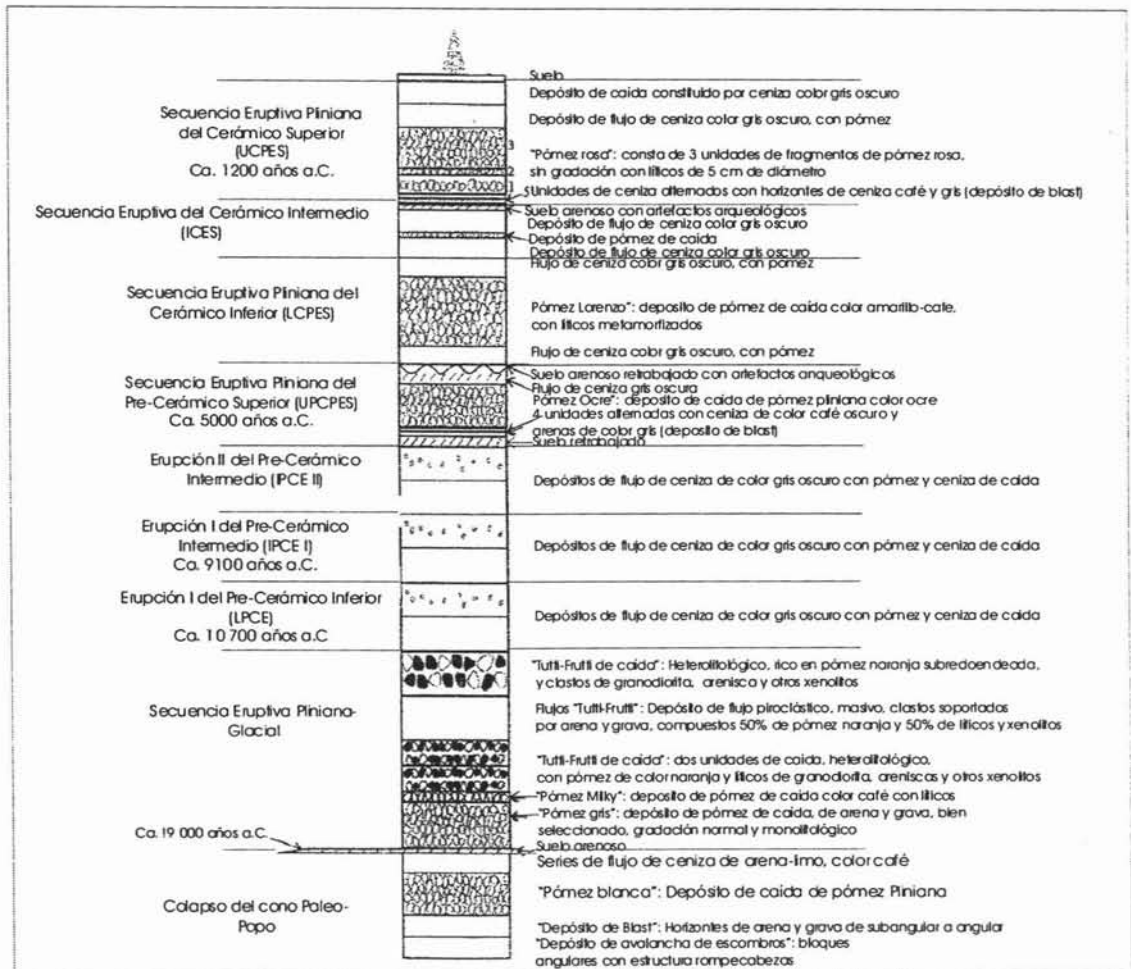 Suelo
Depósito de caída constituido por ceniza color gris oscuro
Secuencia Eruptiva Pliniana
del Cerámico Superior
(UCPES)
Ca. 1200 años a.C.
Depósito de flujo de ceniza color gris oscuro, con pómez
3
"Pómez rosa": consta de 3 unidades de fragmentos de pómez rosa,
2
sin gradación con líticos de 5 cm de diámetro
1
Unidades de ceniza alternados con horizontes de ceniza café y gris (depósito de blast)
Secuencia Eruptiva del Cerámico Intermedio
(ICES)
Suelo arenoso con artefactos arqueológicos
Depósito de flujo de ceniza color gris oscuro
Depósito de pómez de caída
Depósito de flujo de ceniza color gris oscuro
Flujo de ceniza color gris oscuro, con pómez
Secuencia Eruptiva Pliniana del
Cerámico Inferior (LCPES)
Pómez Lorenzo": deposito de pómez de caída color amarillo-cafe,
con líticos metamorfizados
Flujo de ceniza color gris oscuro, con pómez
Secuencia Eruptiva Pliniana del
Pre-Cerámico Superior (UPCPES)
Ca. 5000 años a.C.
Suelo arenoso retrabajado con artefactos anqueológicos
Flujo de ceniza gris oscura
Pómez Ocre": deposito de caída de pómez pliniana color ocre
4 unidades alternadas con ceniza de color café oscuro y
arenas de color gris (deposito de blast)
Suelo retrabajado
Erupción II del Pre-Cerámico
Intermedio (IPCE II)
Depósitos de flujo de ceniza de color gris oscuro con pómez y ceniza de caída
Erupción I del Pre-Cerámico
Intermedio (IPCE I)
Ca. 9100 años a.C.
Depósitos de flujo de ceniza de color gris oscuro con pómez y ceniza de caída
Erupción I del Pre-Cerámico Inferior
(LPCE)
Ca. 10 700 años a.C
Depósitos de flujo de ceniza de color gris oscuro con pómez y ceniza de caída
"Tutti-Frutti de caída": Heterolitológico, rico en pómez naranja subredoendeada,
y clastos de granodiorita, arenisca y otros xenolitos
Secuencia Eruptiva Pliniana-
Glacial
Flujos "Tutti-Frutti": Depósito de flujo piroclástico, masivo, clastos soportados
por arena y grava, compuestos 50% de pómez naranja y 50% de líticos y xenolitos
"Tutti-Frutti de caída": dos unidades de caída, heterolitológico,
con pómez de color naranja y líticos de granodiorita, areniscas y otros xenolitos
"Pómez Milky": deposito de pómez de caída color café con líticos
"Pómez gris": depósito de pómez de caída, de arena y grava, bien
seleccionado, gradación normal y monolitológico
Ca. 19 000 años a.C.
Suelo arenoso
Series de flujo de ceniza de arena-limo, color café
"Pómez blanca": Depósito de caída de pómez Pliniana
Colapso del cono Paleo-
Popo
"Depósito de Blast": Horizontes de arena y grava de subangular a angular
"Depósito de avalancha de escombros": bloques
angulares con estructura rompecabezas